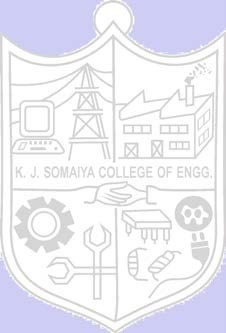 K. J. SOMAIYA COLLEGE OF ENGG.